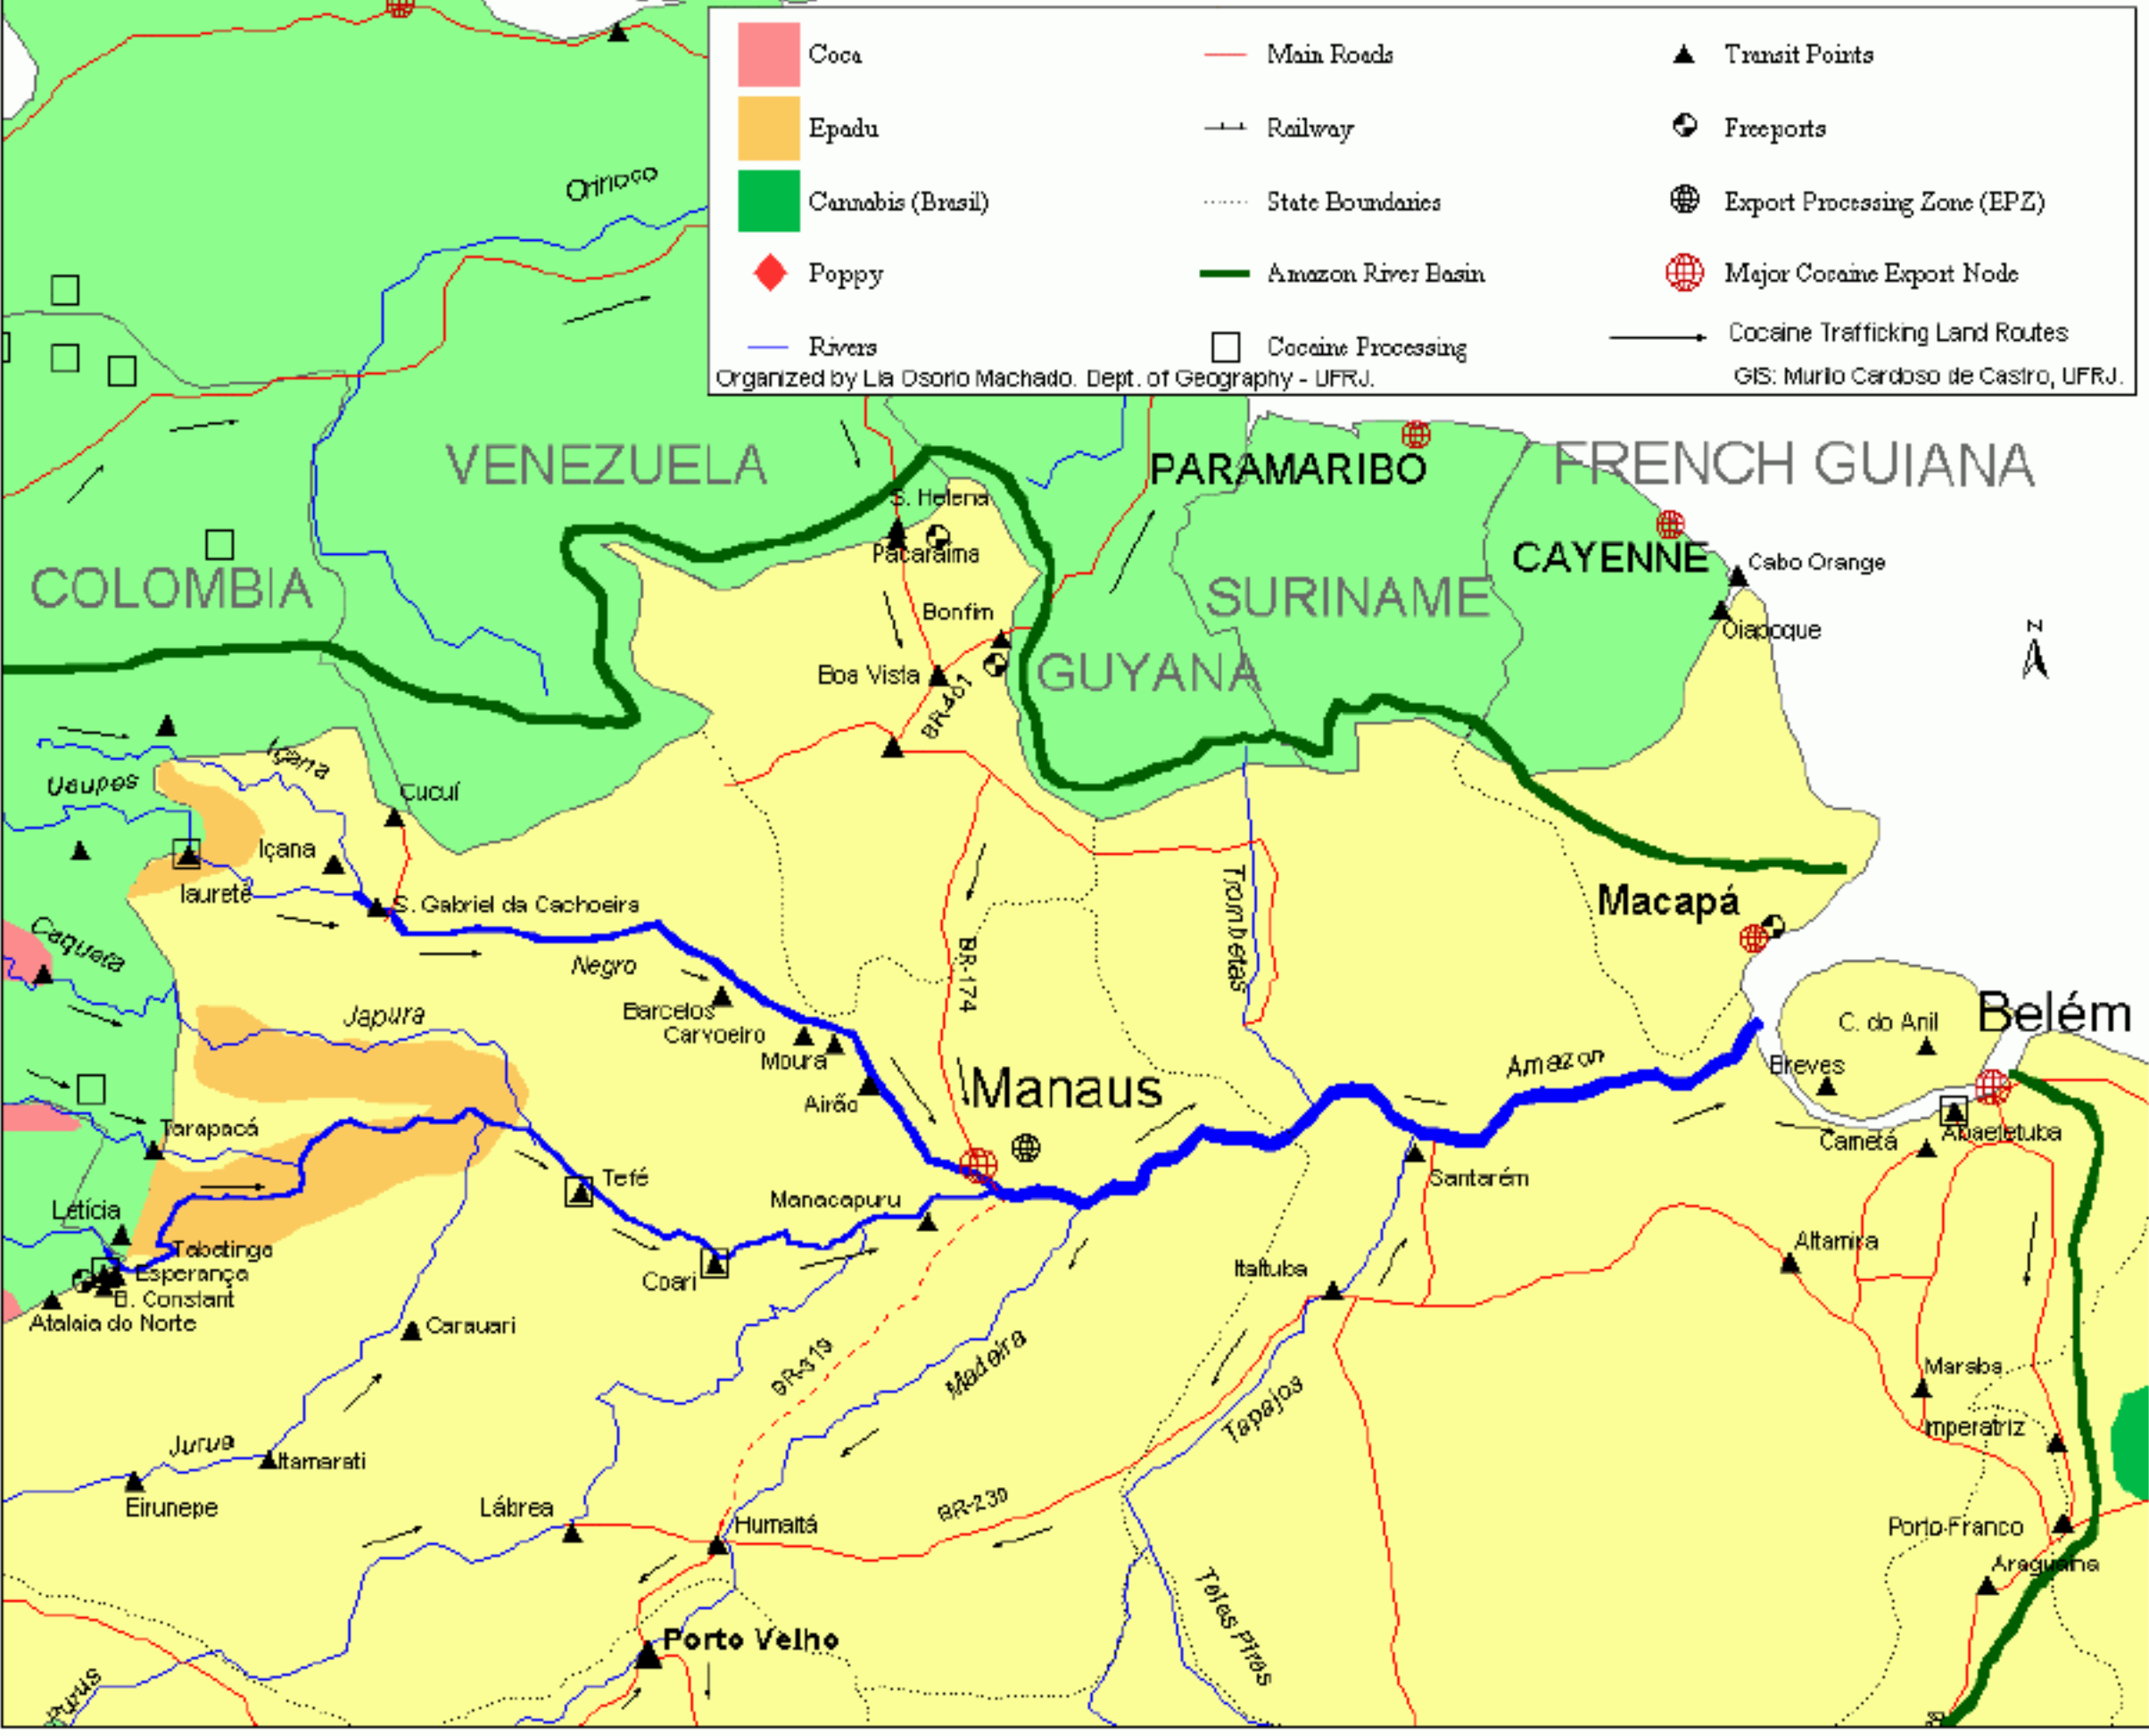 Coca
Main Roads
Transit Points
Epadu
Railway
Freeports
Cannabis (Brasil)
State Boundaries
Export Processing Zone (EPZ)
Poppy
Amazon River Basin
Major Cocaine Export Node
Rivers
Cocaine Processing
Cocaine Trafficking Land Routes
Organized by Lia Osorio Machado. Dept. of Geography - UFRJ.
GIS: Murilo Cardoso de Castro, UFRJ.
Orinoco
VENEZUELA
PARAMARIBO
FRENCH GUIANA
S. Helena
Pacaraima
COLOMBIA
CAYENNE
Cabo Orange
SURINAME
Bonfim
Oiapoque
N
Boa Vista
GUYANA
BR-401
Içana
Uaupes
Cucuí
Içana
Iauretê
S. Gabriel da Cachoeira
Trombetas
Macapá
Caqueta
Negro
BR-174
Barcelos
Japura
Carvoeiro
Moura
C. do Anil
Belém
Amazon
Breves
Manaus
Airão
Tarapacá
Cametá
Abaetetuba
Tefé
Santarém
Manacapuru
Letícia
Tabatinga
Esperança
B. Constant
Atalaia do Norte
Coari
Itaituba
Altamira
Carauari
BR-319
Madeira
Tapajos
Maraba
Imperatriz
Jurua
Itamarati
Eirunepe
Lábrea
Humaitá
BR-230
Porto Franco
Araguaina
Teles Pires
Porto Velho
Purus